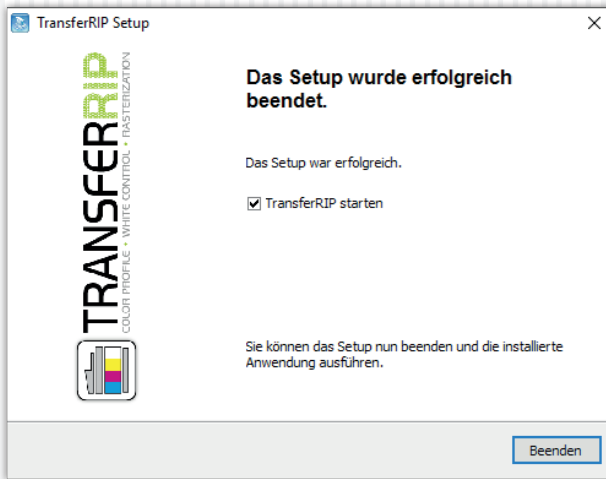 TransferRIP Setup
Das Setup wurde erfolgreich
beendet.
Das Setup war erfolgreich.
TransferRIP starten
Sie können das Setup nun beenden und die installierte
Anwendung ausführen.
TRANSFERRIP
COLOR PROFILE • WHITE CONTROL • RASTERIZATION
Beenden